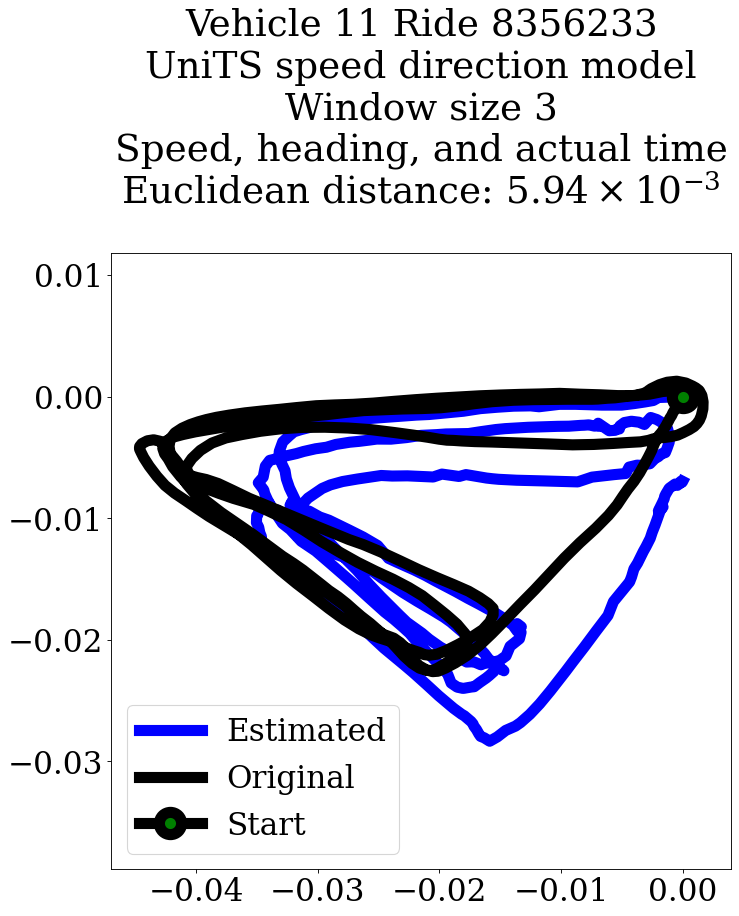 Vehicle 11 Ride 8356233
UniTS speed direction model
Window size 3
Speed, heading, and actual time
Euclidean distance: 5.94 × 10⁻³
0.01
0.00
−0.01
−0.02
−0.03
Estimated
Original
Start
−0.04 −0.03 −0.02 −0.01 0.00